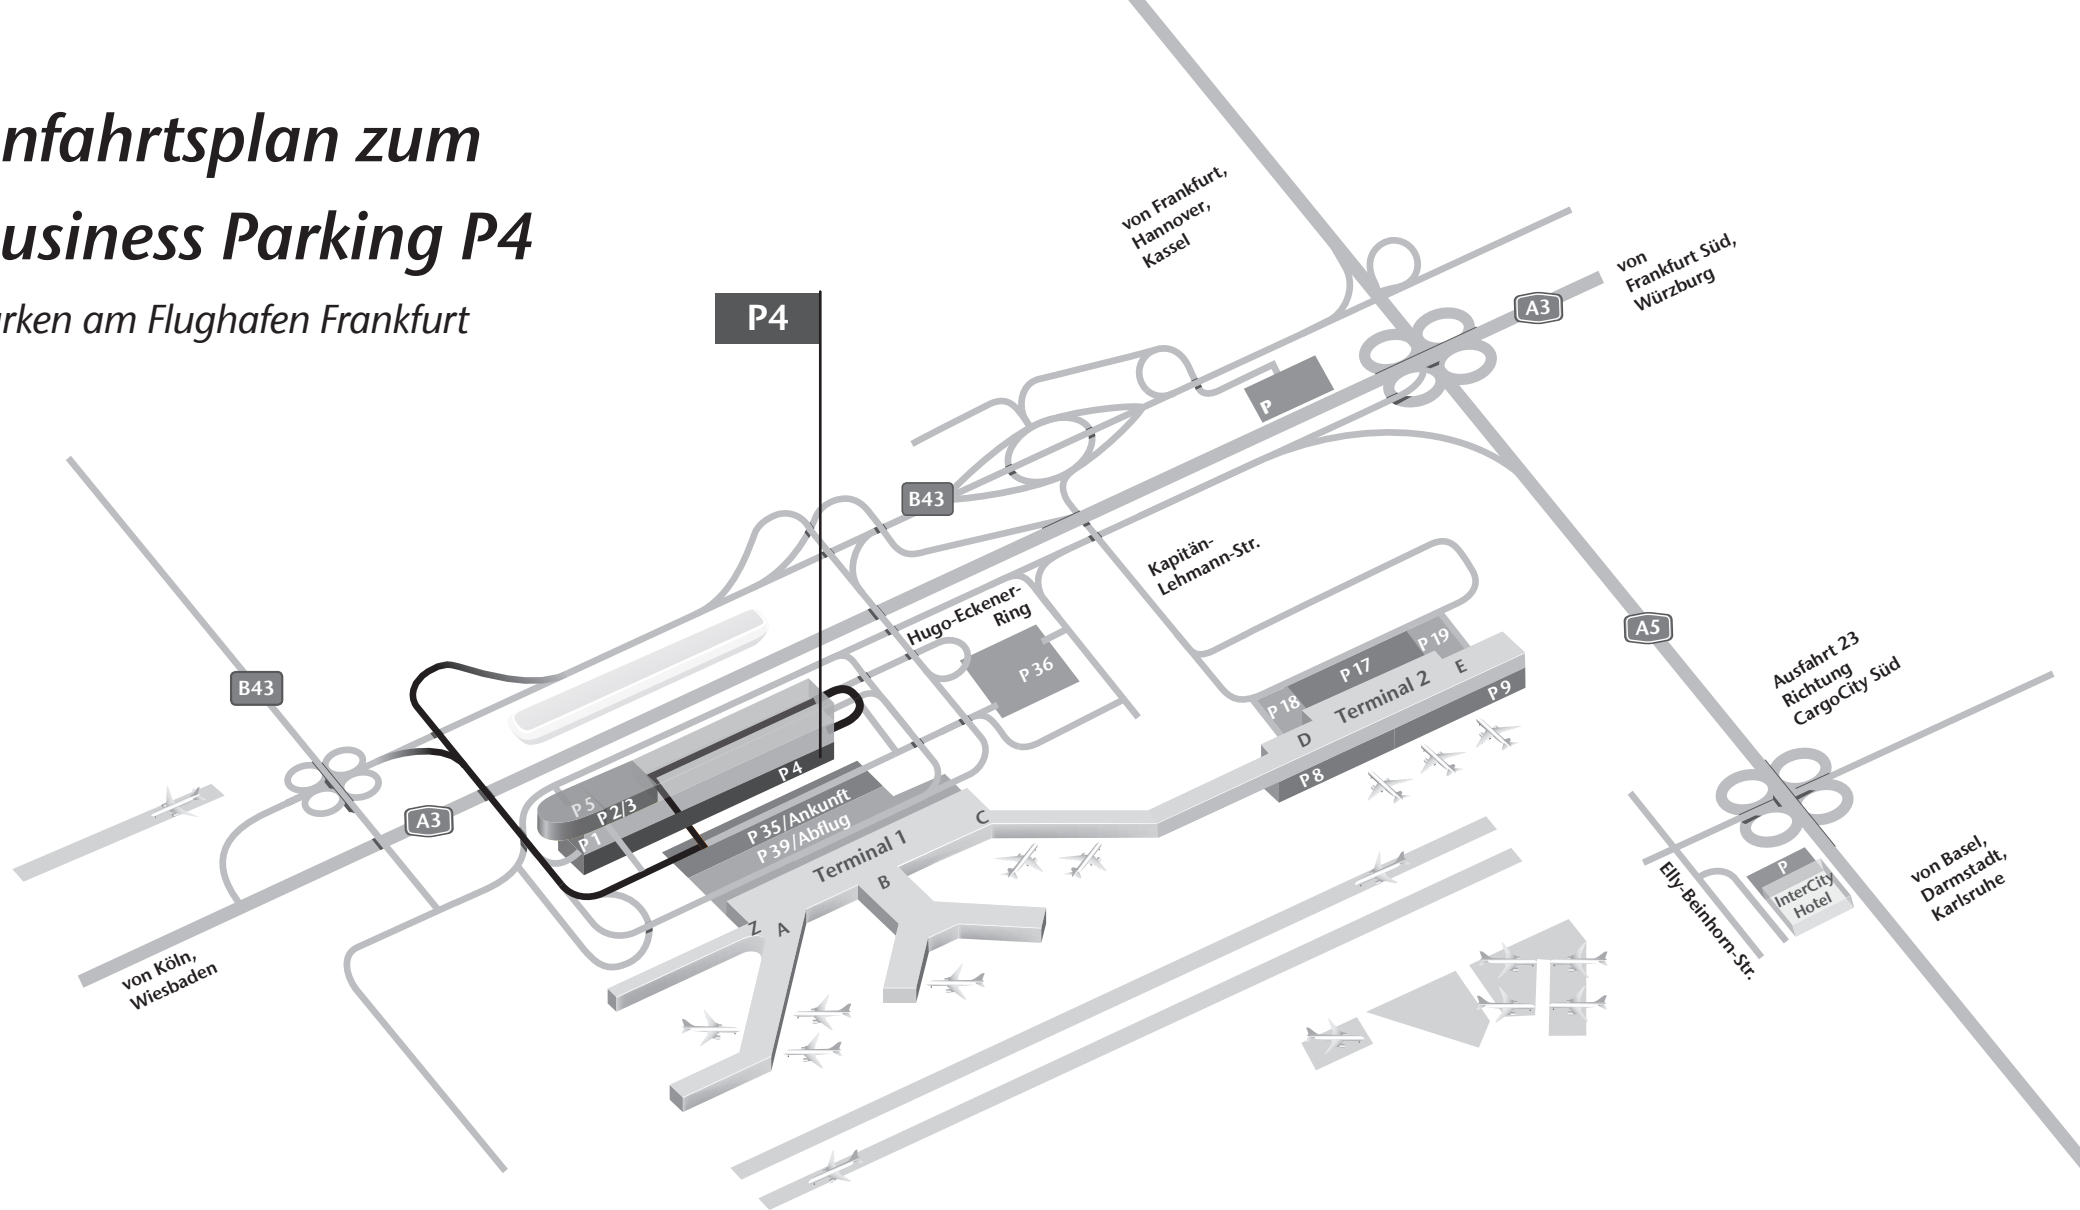 nfahrtsplan zum
usiness Parking P4
rken am Flughafen Frankfurt
P4
von Frankfurt,
Hannover,
Kassel
von
Frankfurt Süd,
Würzburg
A3
P
B43
Kapitän-
Lehmann-Str.
Hugo-Eckener-
Ring
P 36
B43
A3
P 5
P 2/3
P 1
P 4
P 35/Ankunft
P 39/Abflug
Terminal 1
Z
A
B
C
P 18
P 17
P 19
Terminal 2
D
E
P 8
P 9
A5
Ausfahrt 23
Richtung
CargoCity Süd
Elly-Beinhorn-Str.
P
InterCity
Hotel
von Basel,
Darmstadt,
Karlsruhe
von Köln,
Wiesbaden